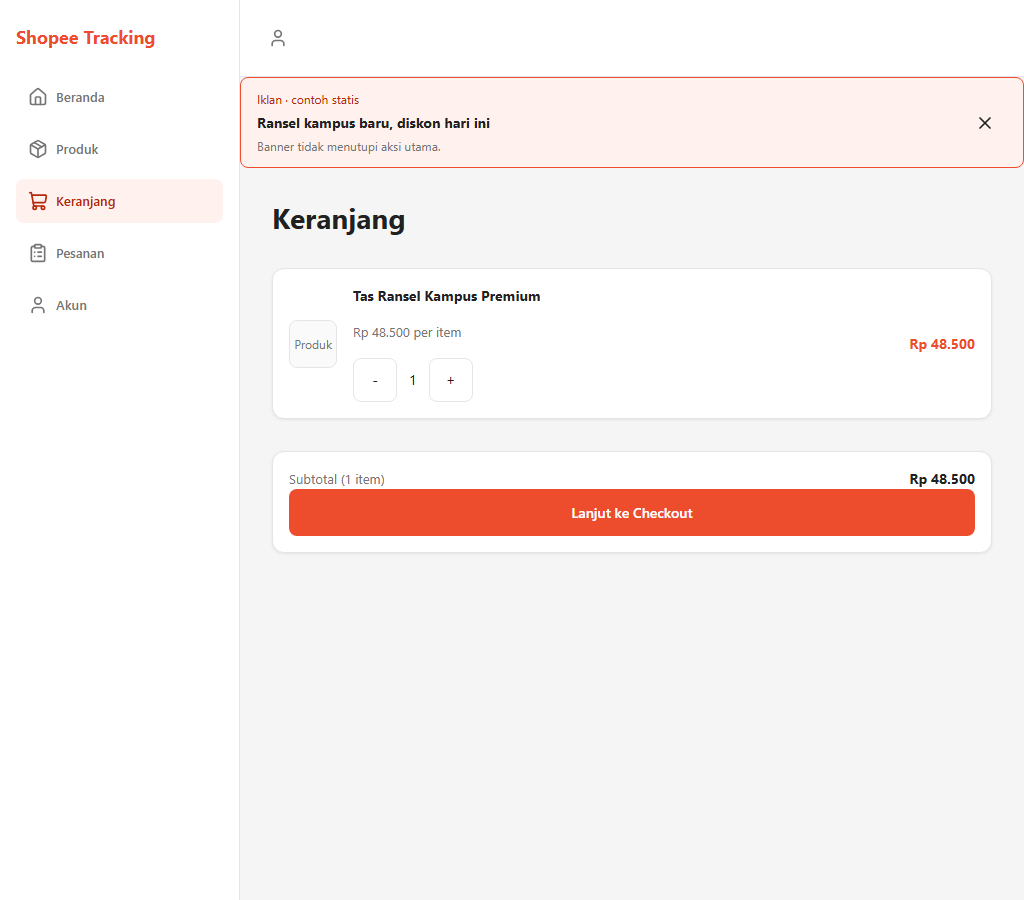 Shopee Tracking
Beranda
Produk
Keranjang
Pesanan
Akun
Iklan · contoh statis
Ransel kampus baru, diskon hari ini
Banner tidak menutupi aksi utama.
Keranjang
Produk
Tas Ransel Kampus Premium
Rp 48.500 per item
- 1 +
Rp 48.500
Subtotal (1 item) Rp 48.500
Lanjut ke Checkout